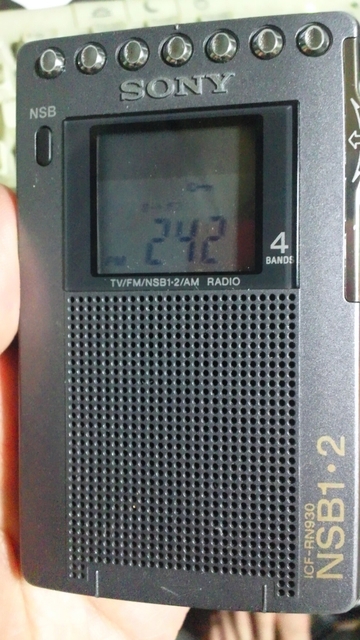 SONY
NSB
242
4
BANDS
TV/FM/NSB1·2/AM RADIO
ICF-RN930
NSB1·2